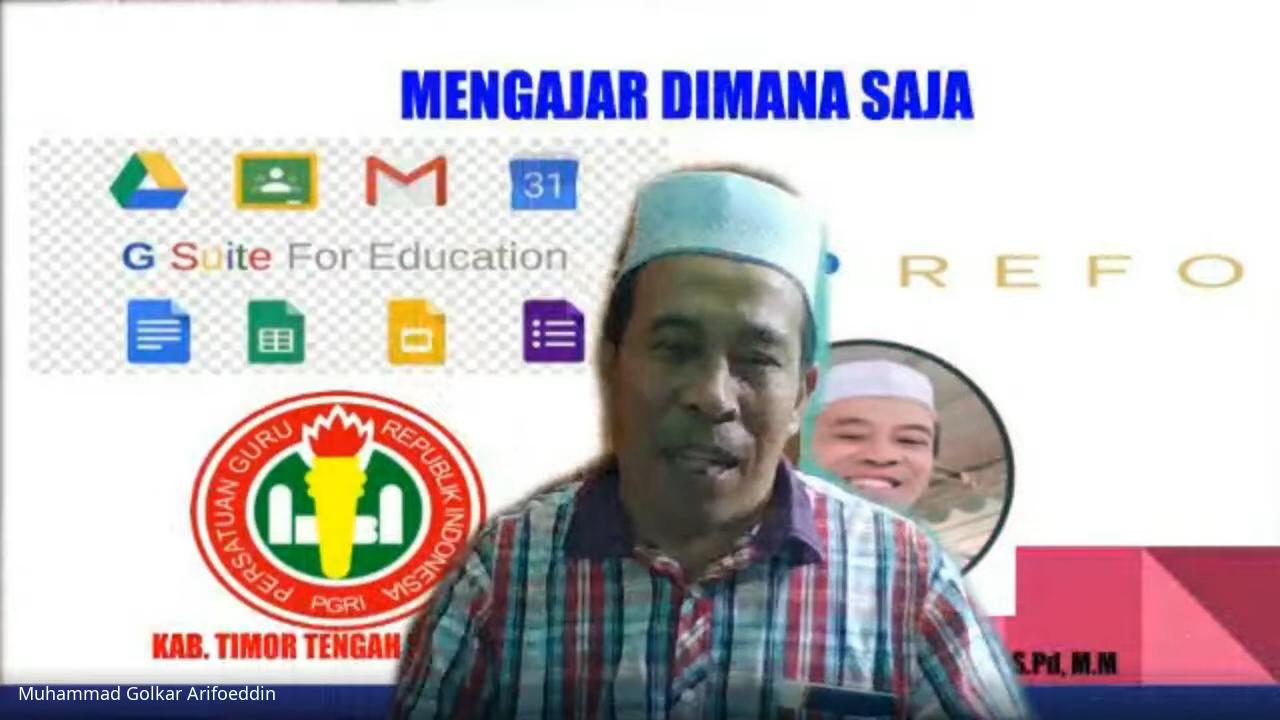 MENGAJAR DIMANA SAJA
31
G Suite For Education
REFO
PERSATUAN GURU REPUBLIK INDONESIA
PGRI
KAB. TIMOR TENGAH
S.Pd, M.M
Muhammad Golkar Arifoeddin